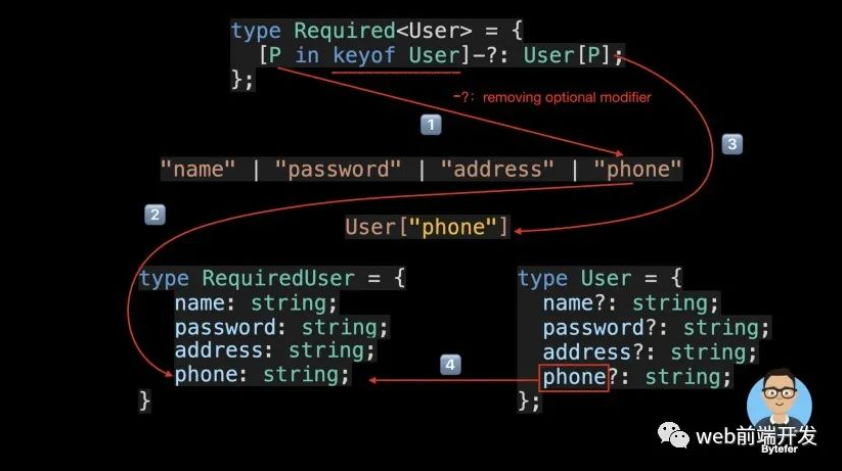 type Required<User> = {
[P in keyof User]-?: User[P];
};
-?: removing optional modifier
1
3
"name" | "password" | "address" | "phone"
2
User["phone"]
type RequiredUser = {
name: string;
password: string;
address: string;
phone: string;
}
type User = {
name?: string;
password?: string;
address?: string;
phone?: string;
};
4
web前端开发
Bytefer